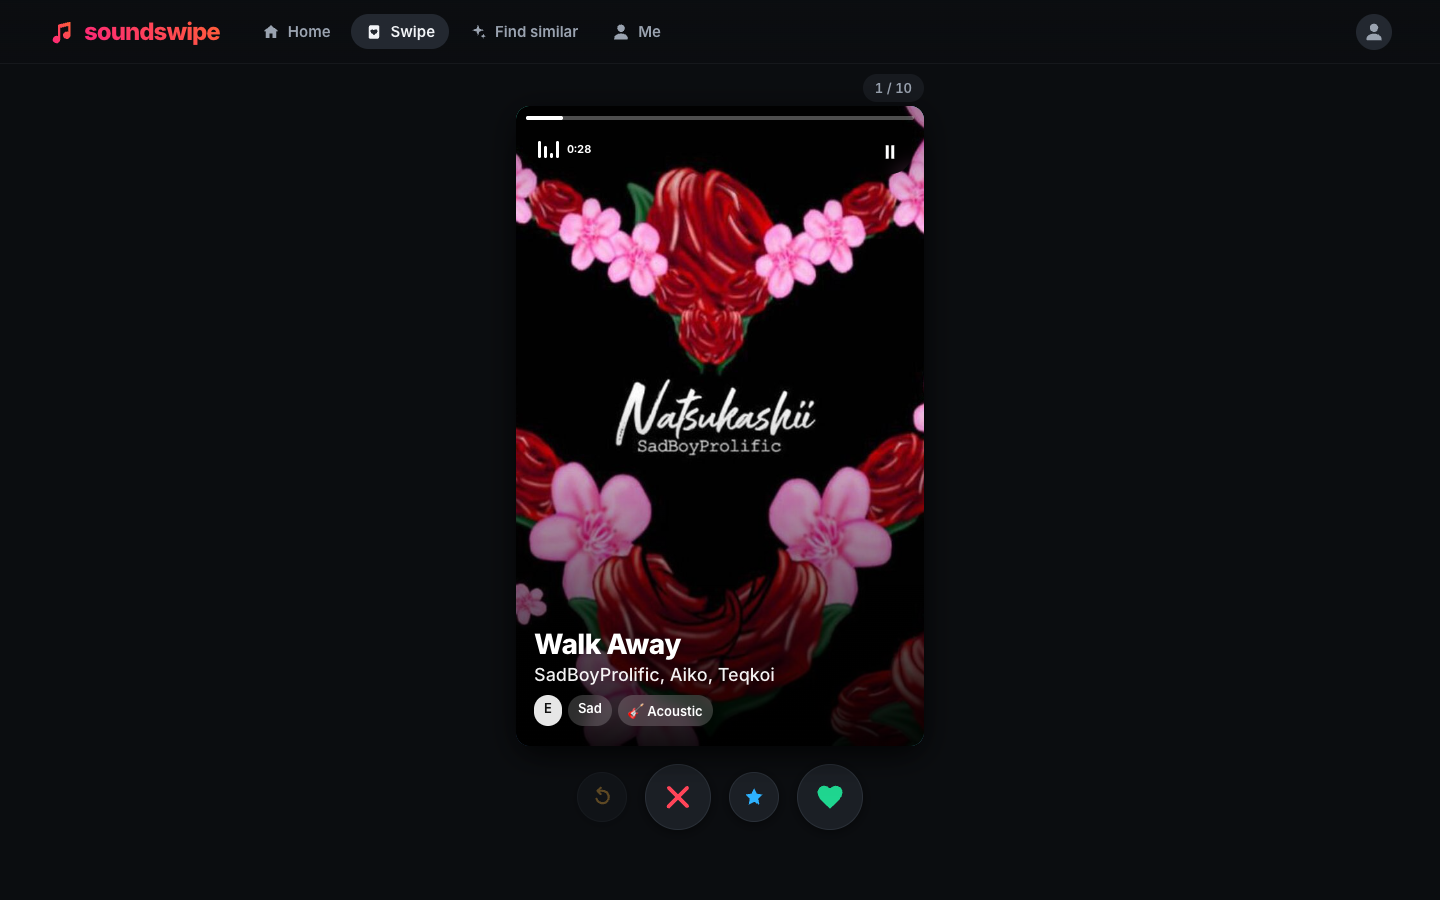 soundswipe
Home
Swipe
Find similar
Me
1 / 10
0:28
Natsukashii
SadBoyProlific
Walk Away
SadBoyProlific, Aiko, Teqkoi
E
Sad
Acoustic